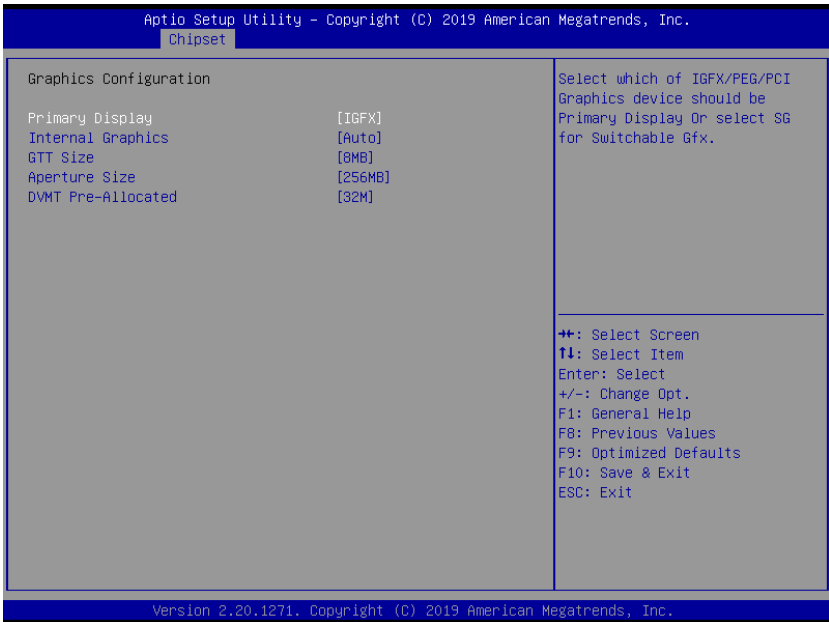 Aptio Setup Utility – Copyright (C) 2019 American Megatrends, Inc.
Chipset
Graphics Configuration
Primary Display [IGFX]
Internal Graphics [Auto]
GTT Size [8MB]
Aperture Size [256MB]
DVMT Pre-Allocated [32M]
Select which of IGFX/PEG/PCI
Graphics device should be
Primary Display Or select SG
for Switchable Gfx.
→←: Select Screen
↑↓: Select Item
Enter: Select
+/-: Change Opt.
F1: General Help
F8: Previous Values
F9: Optimized Defaults
F10: Save & Exit
ESC: Exit
Version 2.20.1271. Copyright (C) 2019 American Megatrends, Inc.